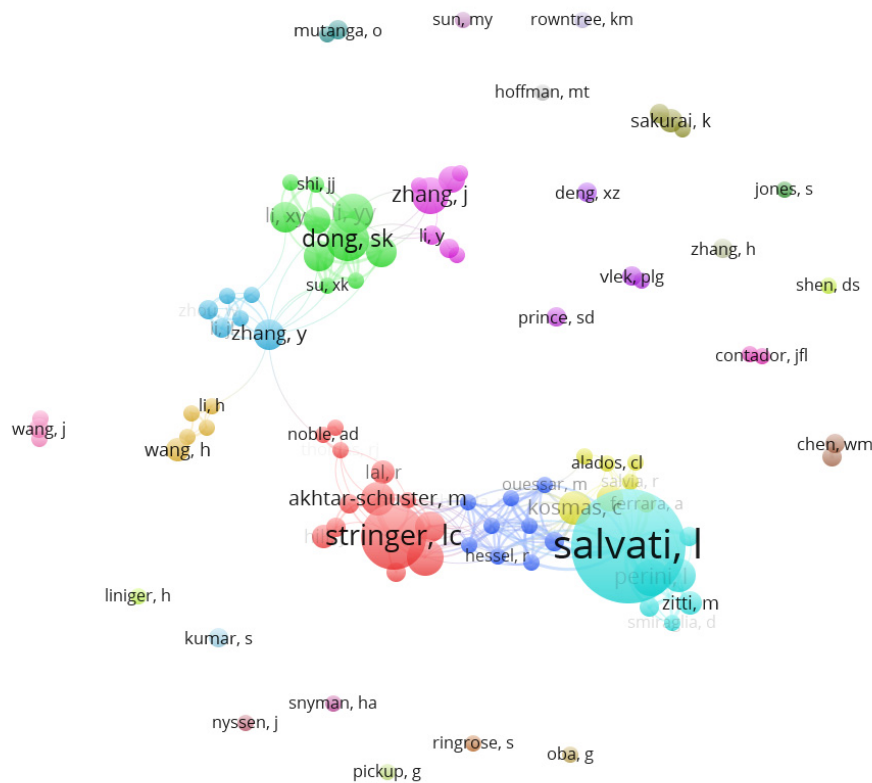 sun, my
rowntree, km
mutanga, o
hoffman, mt
sakurai, k
shi, jj
zhang, j
deng, xz
jones, s
li, xy
li, yy
dong, sk
li, y
zhang, h
su, xk
vlek, plg
shen, ds
prince, sd
zhang, y
contador, jfl
li, h
wang, j
noble, ad
wang, h
chen, wm
lal, r
alados, cl
ouessar, m
salvia, r
akhtar-schuster, m
kosmas, c
ferrara, a
stringer, lc
salvati, l
hessel, r
perini, l
liniger, h
zitti, m
smiraglia, d
kumar, s
snyman, ha
nyssen, j
ringrose, s
oba, g
pickup, g